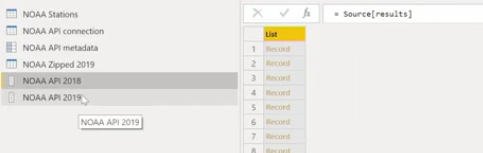 NOAA Stations
NOAA API connection
NOAA API metadata
NOAA Zipped 2019
NOAA API 2018
NOAA API 2019
NOAA API 2019
fx = Source[results]
List
1 Record
2 Record
3 Record
4 Record
5 Record
6 Record
7 Record
8 Record